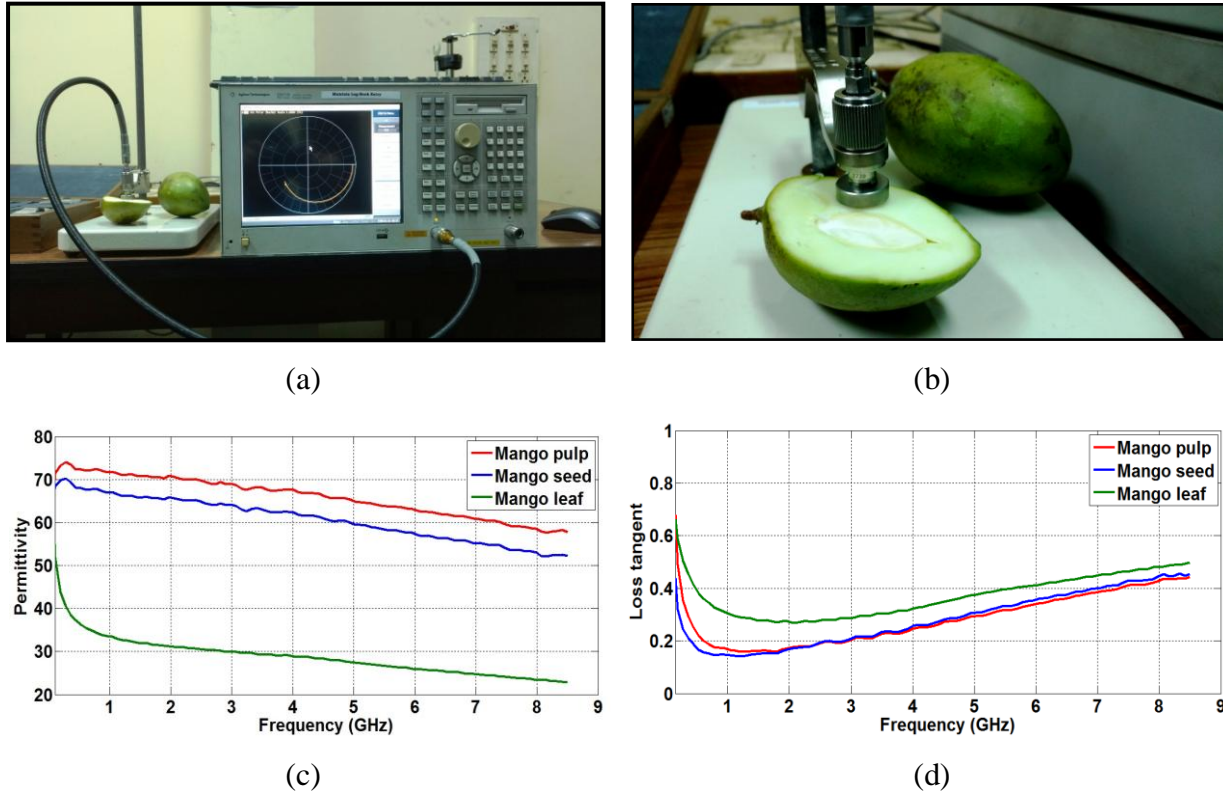 Agilent Technologies
(a)
(b)
80
70
60
50
40
30
20
Permittivity
Mango pulp
Mango seed
Mango leaf
1 2 3 4 5 6 7 8 9
Frequency (GHz)
(c)
1
0.8
0.6
0.4
0.2
0
Loss tangent
Mango pulp
Mango seed
Mango leaf
1 2 3 4 5 6 7 8 9
Frequency (GHz)
(d)